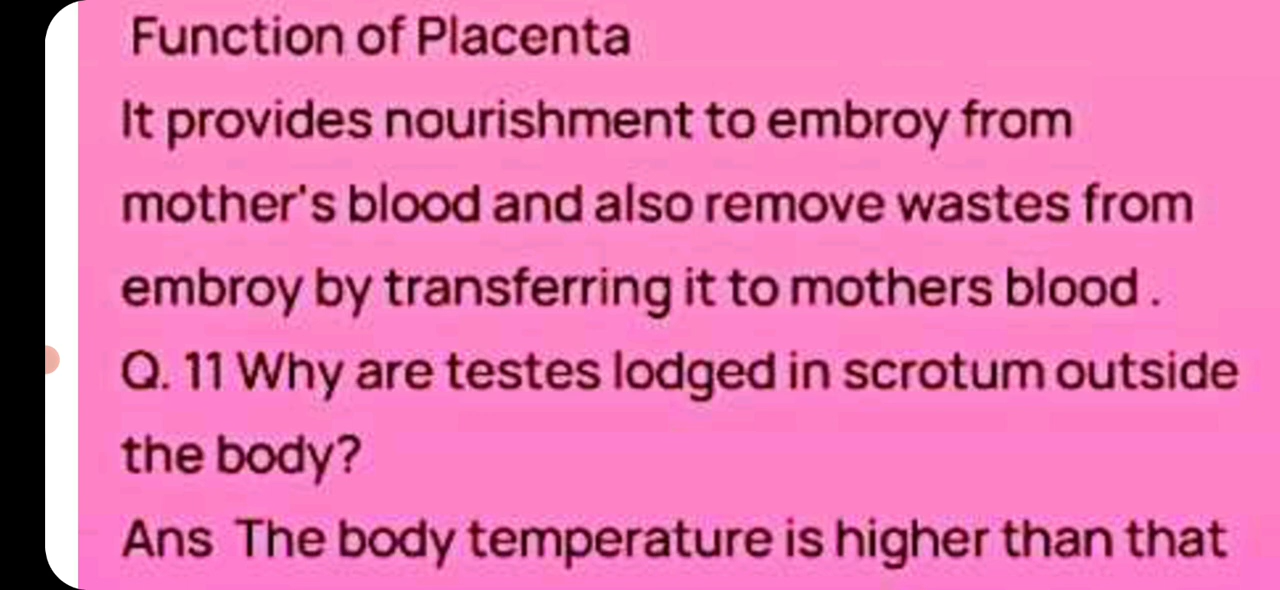 Function of Placenta
It provides nourishment to embroy from
mother's blood and also remove wastes from
embroy by transferring it to mothers blood .
Q. 11 Why are testes lodged in scrotum outside
the body?
Ans The body temperature is higher than that